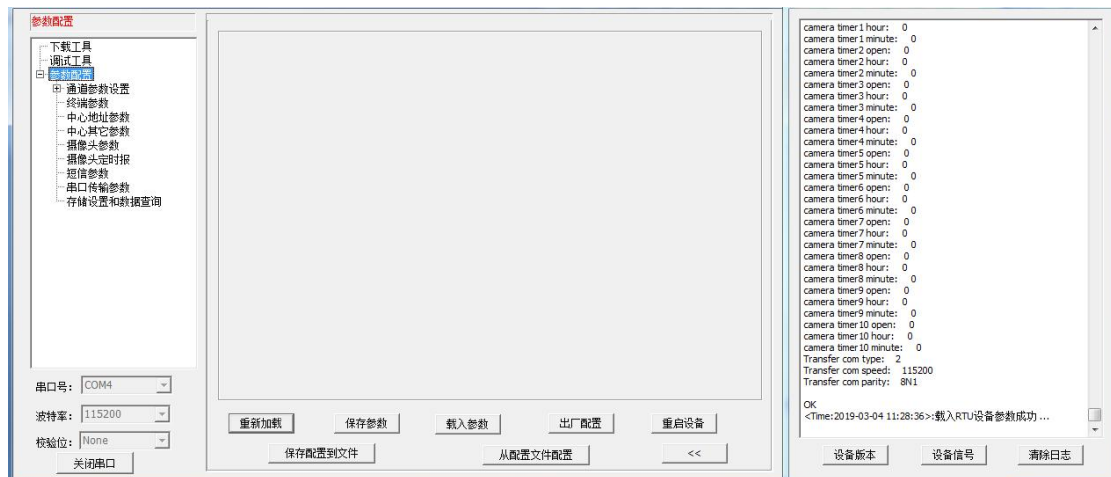 参数配置
下载工具
调试工具
参数配置
通道参数设置
终端参数
中心地址参数
中心其它参数
摄像头参数
摄像头定时报
短信参数
串口传输参数
存储设置和数据查询
串口号: COM4
波特率: 115200
校验位: None
关闭串口
重新加载 保存参数 载入参数 出厂配置 重启设备
保存配置到文件 从配置文件配置 <<
camera timer1 hour: 0
camera timer1 minute: 0
camera timer2 open: 0
camera timer2 hour: 0
camera timer2 minute: 0
camera timer3 open: 0
camera timer3 hour: 0
camera timer3 minute: 0
camera timer4 open: 0
camera timer4 hour: 0
camera timer4 minute: 0
camera timer5 open: 0
camera timer5 hour: 0
camera timer5 minute: 0
camera timer6 open: 0
camera timer6 hour: 0
camera timer6 minute: 0
camera timer7 open: 0
camera timer7 hour: 0
camera timer7 minute: 0
camera timer8 open: 0
camera timer8 hour: 0
camera timer8 minute: 0
camera timer9 open: 0
camera timer9 hour: 0
camera timer9 minute: 0
camera timer10 open: 0
camera timer10 hour: 0
camera timer10 minute: 0
Transfer com type: 2
Transfer com speed: 115200
Transfer com parity: 8N1
OK
<Time:2019-03-04 11:28:36>:载入RTU设备参数成功 ...
设备版本 设备信号 清除日志